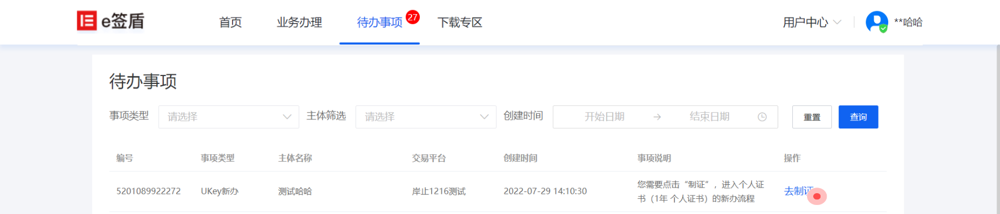 e签盾
首页 业务办理 待办事项 27 下载专区 用户中心 **哈哈
待办事项
事项类型 请选择 主体筛选 请选择 创建时间 开始日期 → 结束日期 重置 查询
编号 事项类型 主体名称 交易平台 创建时间 事项说明 操作
5201089922272 UKey新办 测试哈哈 岸止1216测试 2022-07-29 14:10:30 您需要点击“制证”，进入个人证
书（1年 个人证书）的新办流程 去制证